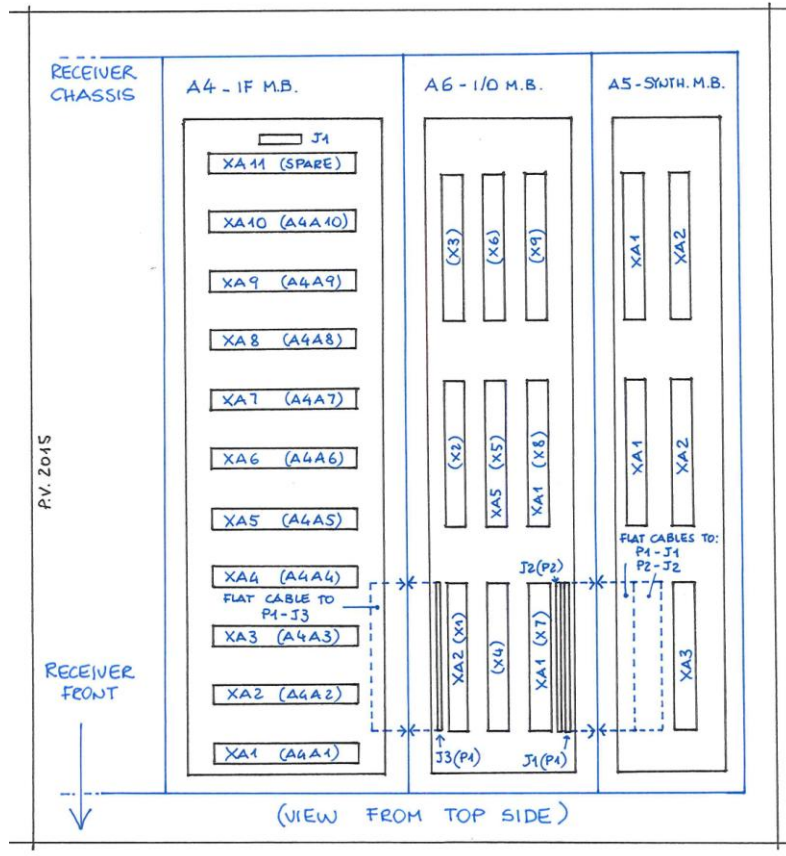 RECEIVER
CHASSIS
A4 - IF M.B.
A6 - I/O M.B.
A5 - SYNTH. M.B.
J1
XA11 (SPARE)
XA10 (A4A10)
XA9 (A4A9)
XA8 (A4A8)
XA7 (A4A7)
XA6 (A4A6)
XA5 (A4A5)
XA4 (A4A4)
FLAT CABLE TO
P1-J3
XA3 (A4A3)
XA2 (A4A2)
XA1 (A4A1)
(X3)
(X6)
(X9)
(X2)
XA5 (X5)
XA1 (X8)
J2(P2)
XA2 (X1)
(X4)
XA1 (X7)
J3(P1)
J1(P1)
XA1
XA2
XA1
XA2
FLAT CABLES TO:
P1-J1
P2-J2
XA3
P.V. 2015
RECEIVER
FRONT
(VIEW FROM TOP SIDE)